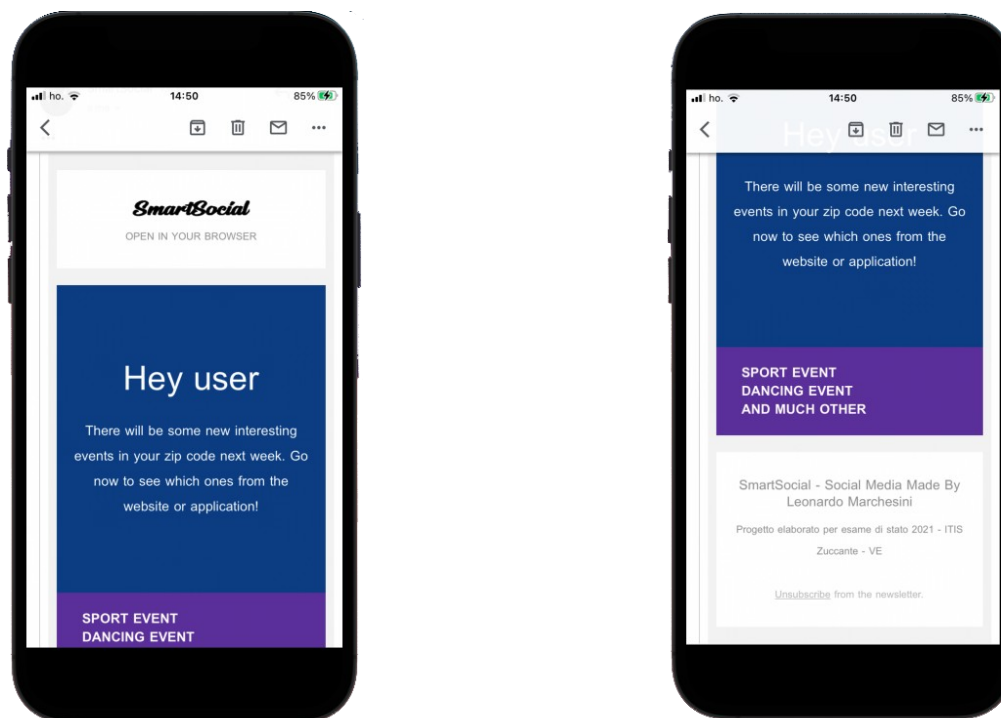 ho.
14:50
85%
SmartSocial
OPEN IN YOUR BROWSER
Hey user
There will be some new interesting
events in your zip code next week. Go
now to see which ones from the
website or application!
SPORT EVENT
DANCING EVENT
ho.
14:50
85%
Hey user
There will be some new interesting
events in your zip code next week. Go
now to see which ones from the
website or application!
SPORT EVENT
DANCING EVENT
AND MUCH OTHER
SmartSocial - Social Media Made By
Leonardo Marchesini
Progetto elaborato per esame di stato 2021 - ITIS
Zuccante - VE
Unsubscribe from the newsletter.